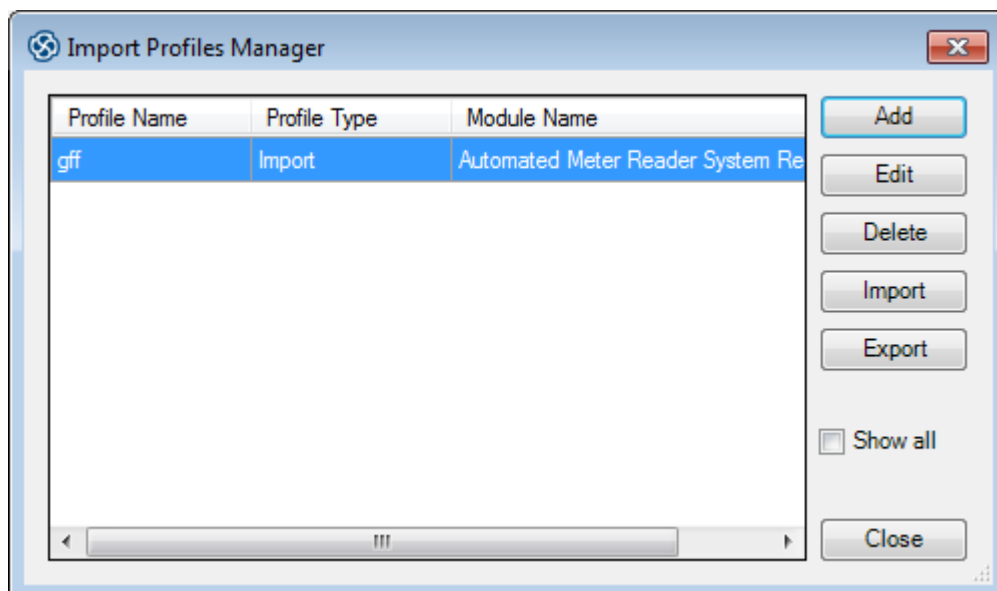 Import Profiles Manager
Profile Name Profile Type Module Name
gff Import Automated Meter Reader System Re
Add
Edit
Delete
Import
Export
Show all
Close